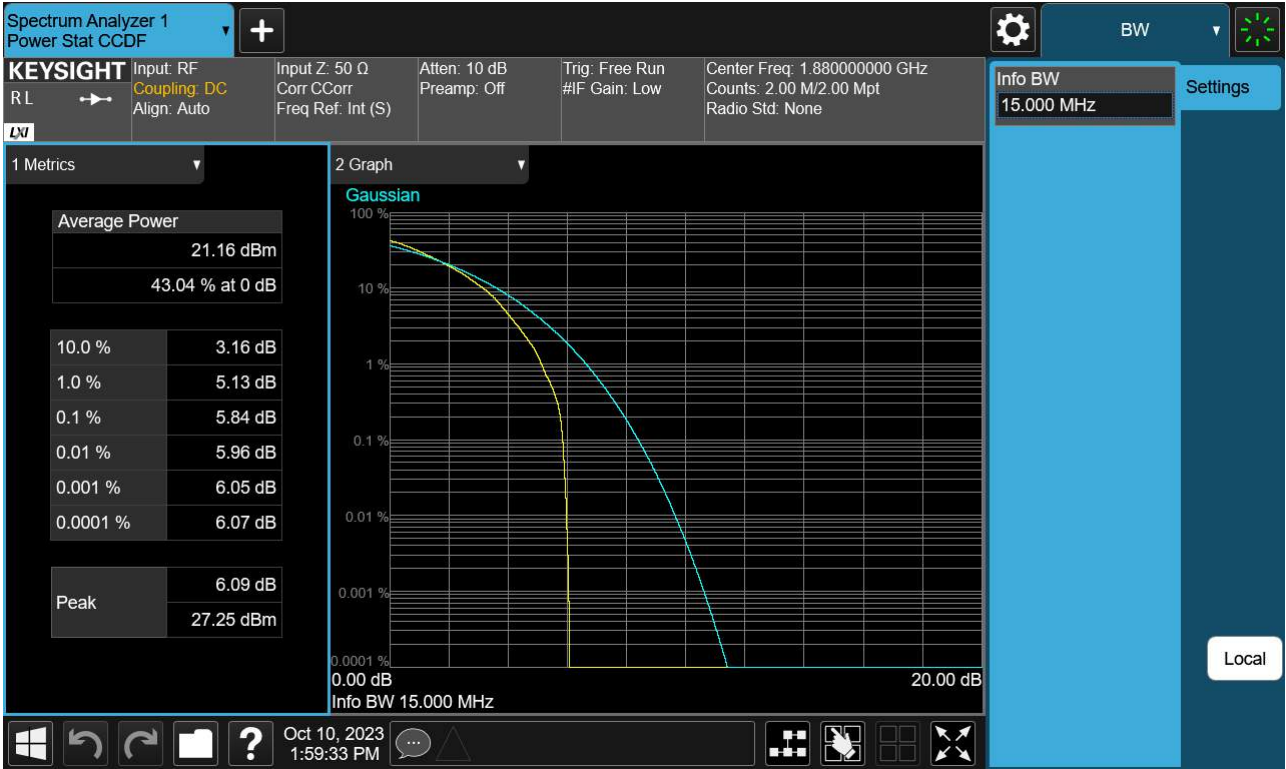 Spectrum Analyzer 1
Power Stat CCDF
+
BW
KEYSIGHT
R L
LXI
Input: RF
Coupling: DC
Align: Auto
Input Z: 50 Ω
Corr CCorr
Freq Ref: Int (S)
Atten: 10 dB
Preamp: Off
Trig: Free Run
#IF Gain: Low
Center Freq: 1.880000000 GHz
Counts: 2.00 M/2.00 Mpt
Radio Std: None
Info BW
15.000 MHz
Settings
1 Metrics
Average Power
21.16 dBm
43.04 % at 0 dB
10.0 % 3.16 dB
1.0 % 5.13 dB
0.1 % 5.84 dB
0.01 % 5.96 dB
0.001 % 6.05 dB
0.0001 % 6.07 dB
Peak
6.09 dB
27.25 dBm
2 Graph
Gaussian
100 %
10 %
1 %
0.1 %
0.01 %
0.001 %
0.0001 %
0.00 dB 20.00 dB
Info BW 15.000 MHz
Local
?
Oct 10, 2023
1:59:33 PM